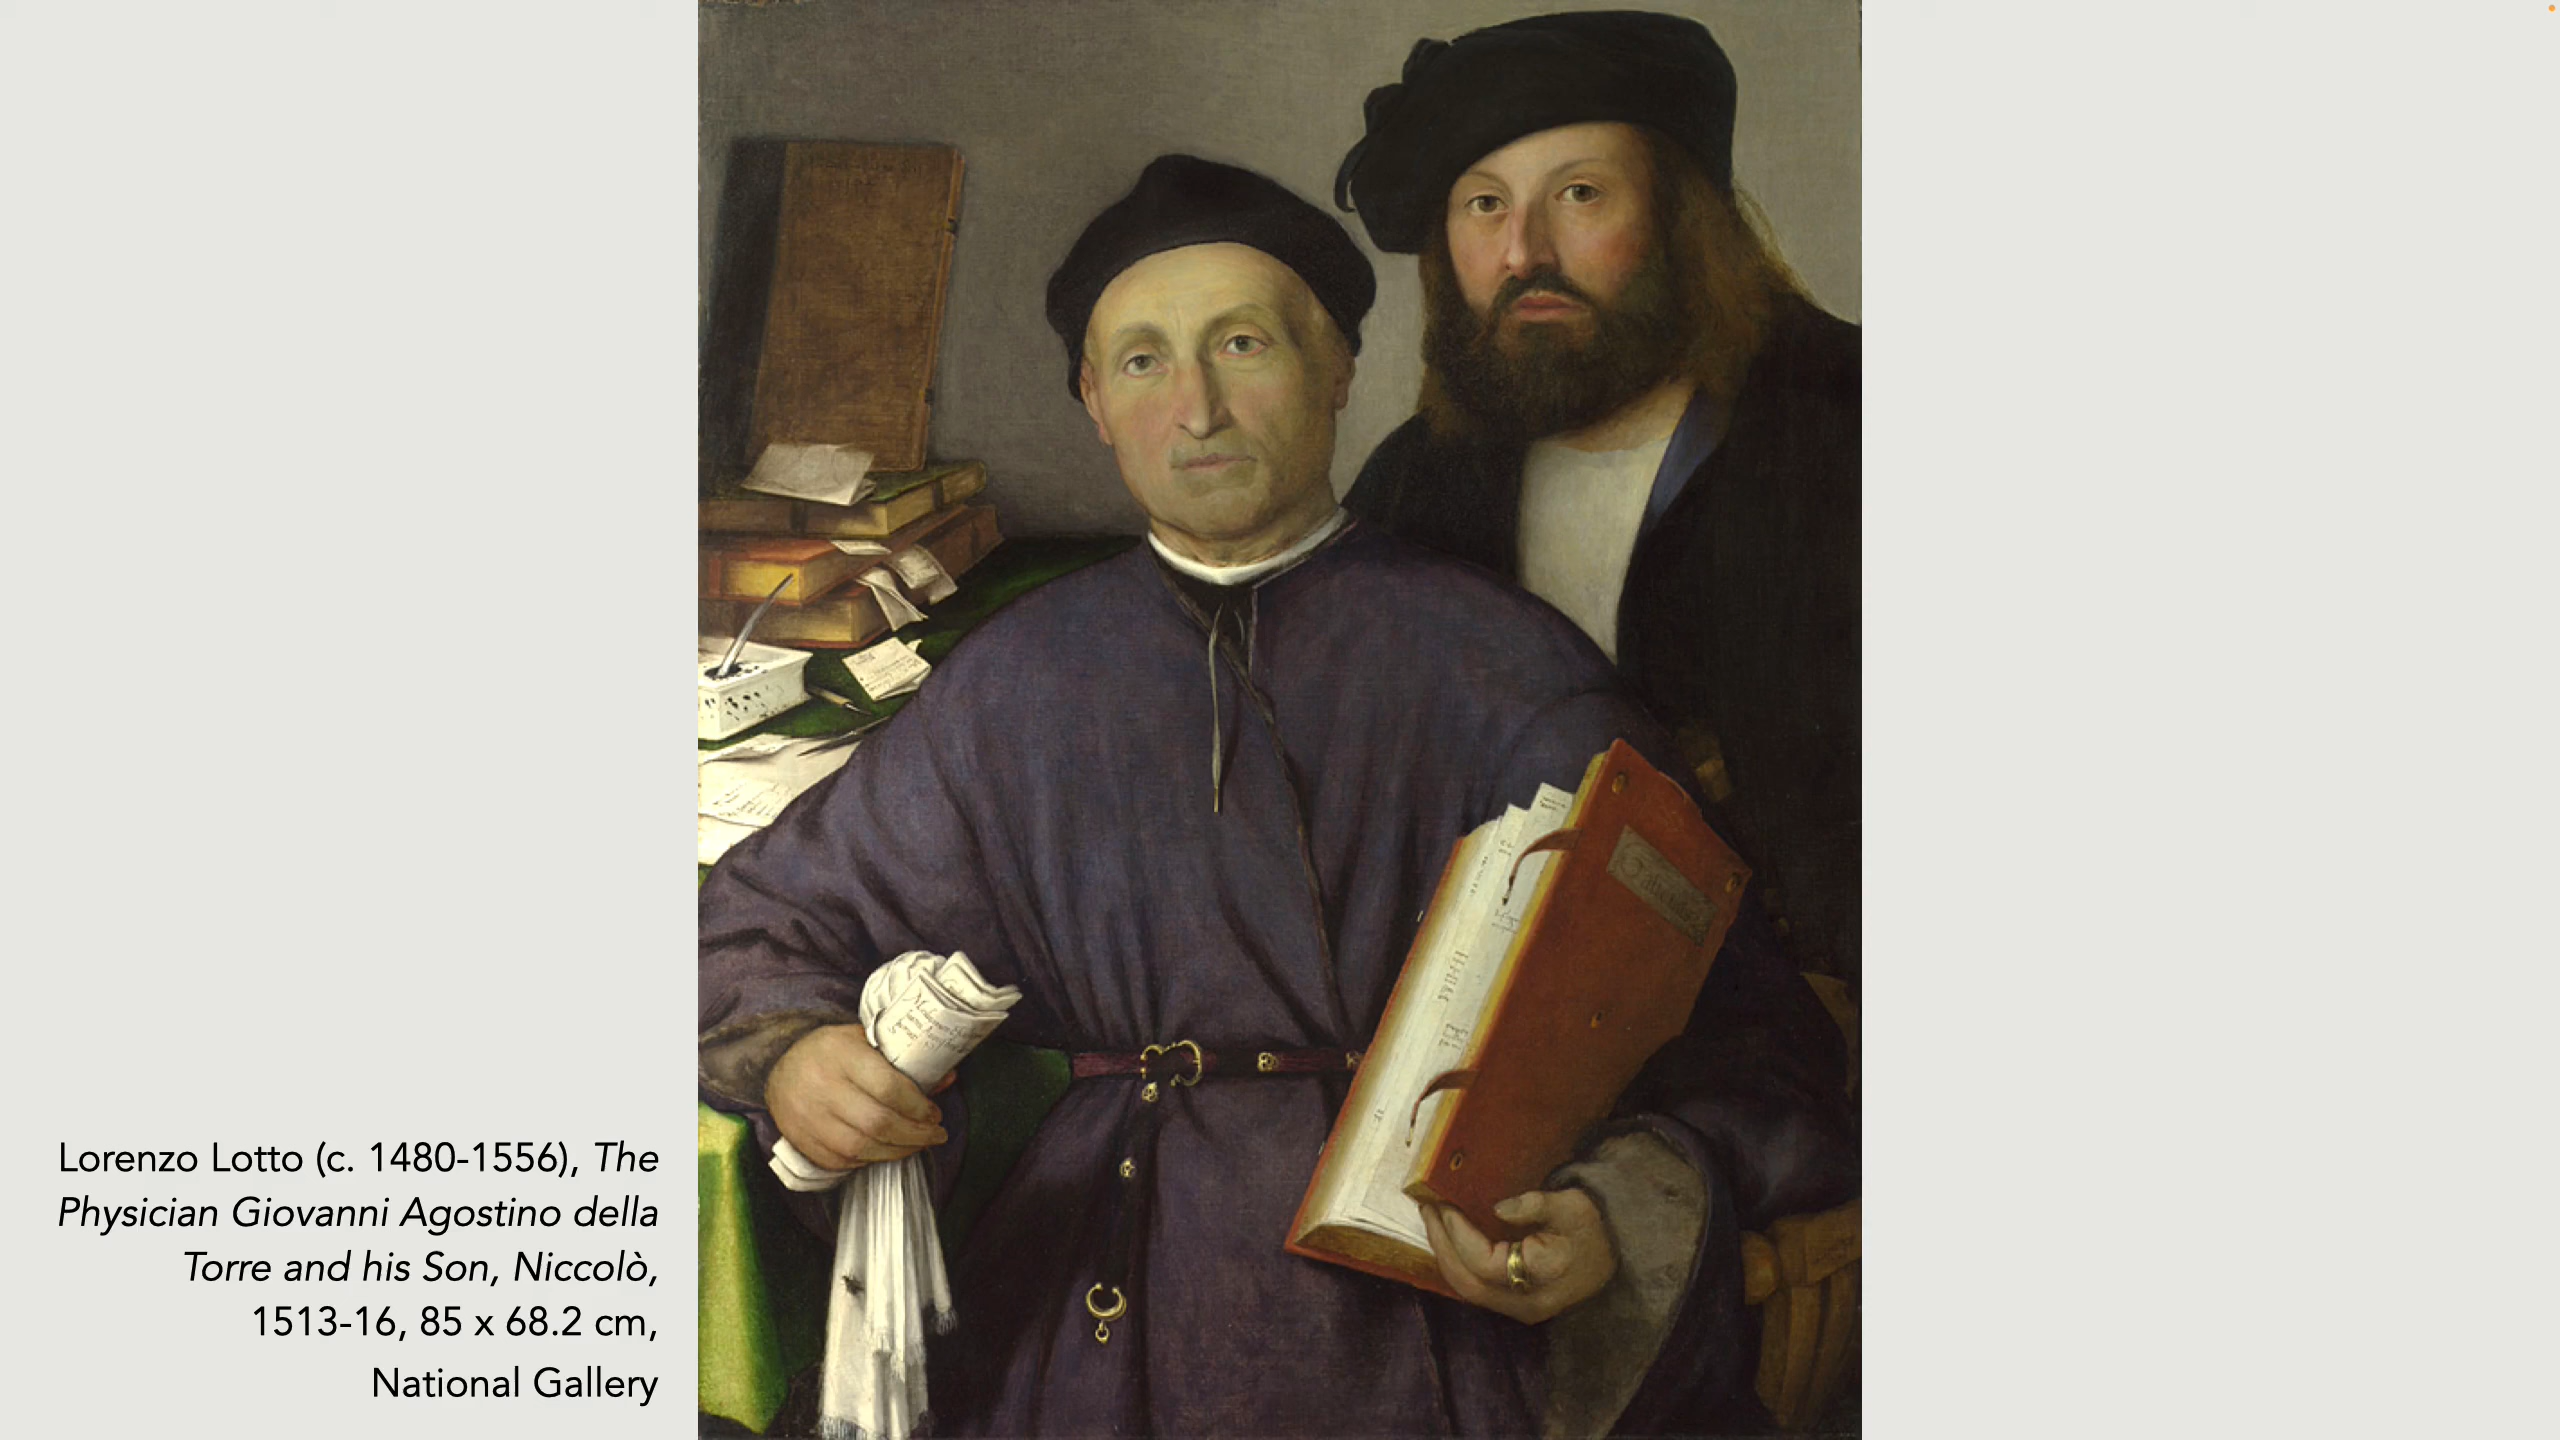 Lorenzo Lotto (c. 1480-1556), The
Physician Giovanni Agostino della
Torre and his Son, Niccolò,
1513-16, 85 x 68.2 cm,
National Gallery